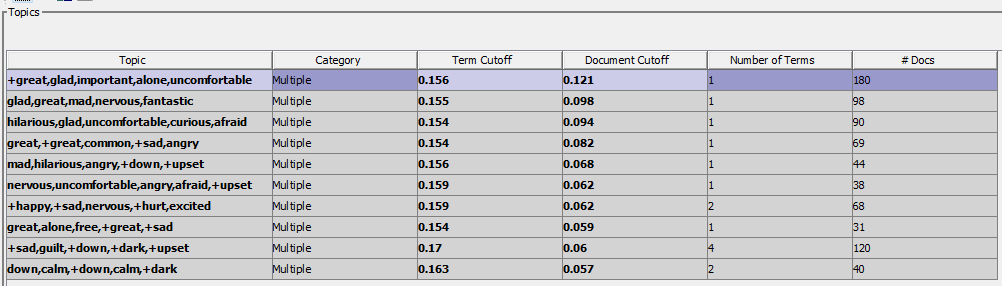 Topics
Topic Category Term Cutoff Document Cutoff Number of Terms # Docs
+great,glad,important,alone,uncomfortable Multiple 0.156 0.121 1 180
glad,great,mad,nervous,fantastic Multiple 0.155 0.098 1 98
hilarious,glad,uncomfortable,curious,afraid Multiple 0.154 0.094 1 90
great,+great,common,+sad,angry Multiple 0.154 0.082 1 69
mad,hilarious,angry,+down,+upset Multiple 0.156 0.068 1 44
nervous,uncomfortable,angry,afraid,+upset Multiple 0.159 0.062 1 38
+happy,+sad,nervous,+hurt,excited Multiple 0.159 0.062 2 68
great,alone,free,+great,+sad Multiple 0.154 0.059 1 31
+sad,guilt,+down,+dark,+upset Multiple 0.17 0.06 4 120
down,calm,+down,calm,+dark Multiple 0.163 0.057 2 40